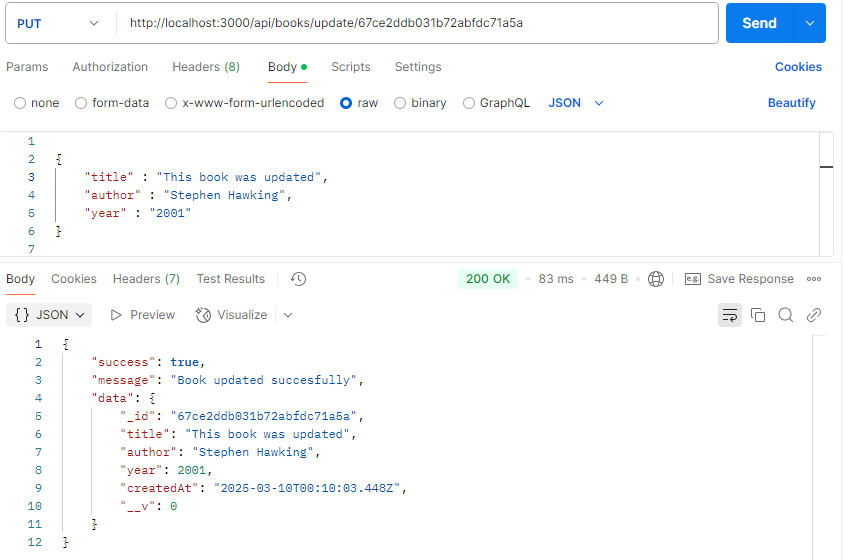 PUT http://localhost:3000/api/books/update/67ce2ddb031b72abfdc71a5a Send
Params Authorization Headers (8) Body Scripts Settings Cookies
none form-data x-www-form-urlencoded raw binary GraphQL JSON Beautify
1
2 {
3 "title" : "This book was updated",
4 "author" : "Stephen Hawking",
5 "year" : "2001"
6 }
7
Body Cookies Headers (7) Test Results 200 OK 83 ms 449 B e.g. Save Response
{} JSON Preview Visualize
1 {
2 "success": true,
3 "message": "Book updated succesfully",
4 "data": {
5 "_id": "67ce2ddb031b72abfdc71a5a",
6 "title": "This book was updated",
7 "author": "Stephen Hawking",
8 "year": 2001,
9 "createdAt": "2025-03-10T00:10:03.448Z",
10 "__v": 0
11 }
12 }